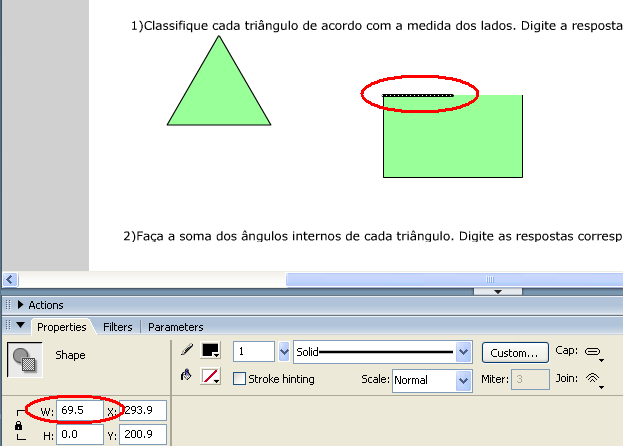 1)Classifique cada triângulo de acordo com a medida dos lados. Digite a resposta
2)Faça a soma dos ângulos internos de cada triângulo. Digite as respostas corresp
Actions
Properties Filters Parameters
Shape 1 Solid Custom... Cap:
Stroke hinting Scale: Normal Miter: 3 Join:
W: 69.5 X: 293.9
H: 0.0 Y: 200.9